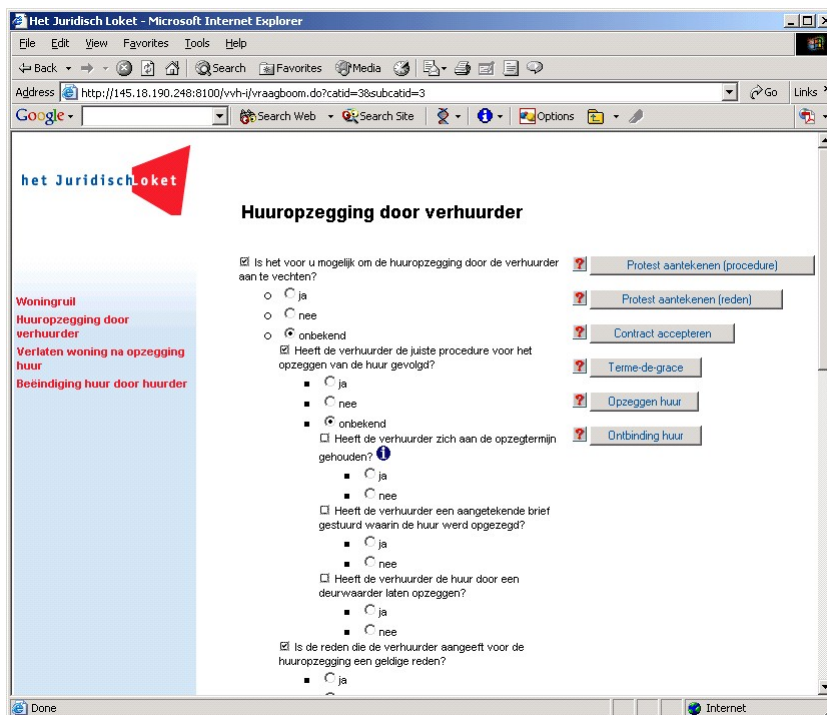 Het Juridisch Loket - Microsoft Internet Explorer
File Edit View Favorites Tools Help
Back Search Favorites Media
Address http://145.18.190.248:8100/vvh-i/vraagboom.do?catid=3&subcatid=3 Go Links
Google Search Web Search Site Options
het Juridisch Loket
Woningruil
Huuropzegging door
verhuurder
Verlaten woning na opzegging
huur
Beëindiging huur door huurder
Huuropzegging door verhuurder
Is het voor u mogelijk om de huuropzegging door de verhuurder
aan te vechten?
ja
nee
onbekend
Heeft de verhuurder de juiste procedure voor het
opzeggen van de huur gevolgd?
ja
nee
onbekend
Heeft de verhuurder zich aan de opzegtermijn
gehouden?
ja
nee
Heeft de verhuurder een aangetekende brief
gestuurd waarin de huur werd opgezegd?
ja
nee
Heeft de verhuurder de huur door een
deurwaarder laten opzeggen?
ja
nee
Is de reden die de verhuurder aangeeft voor de
huuropzegging een geldige reden?
ja
? Protest aantekenen (procedure)
? Protest aantekenen (reden)
? Contract accepteren
? Terme-de-grace
? Opzeggen huur
? Ontbinding huur
Done Internet